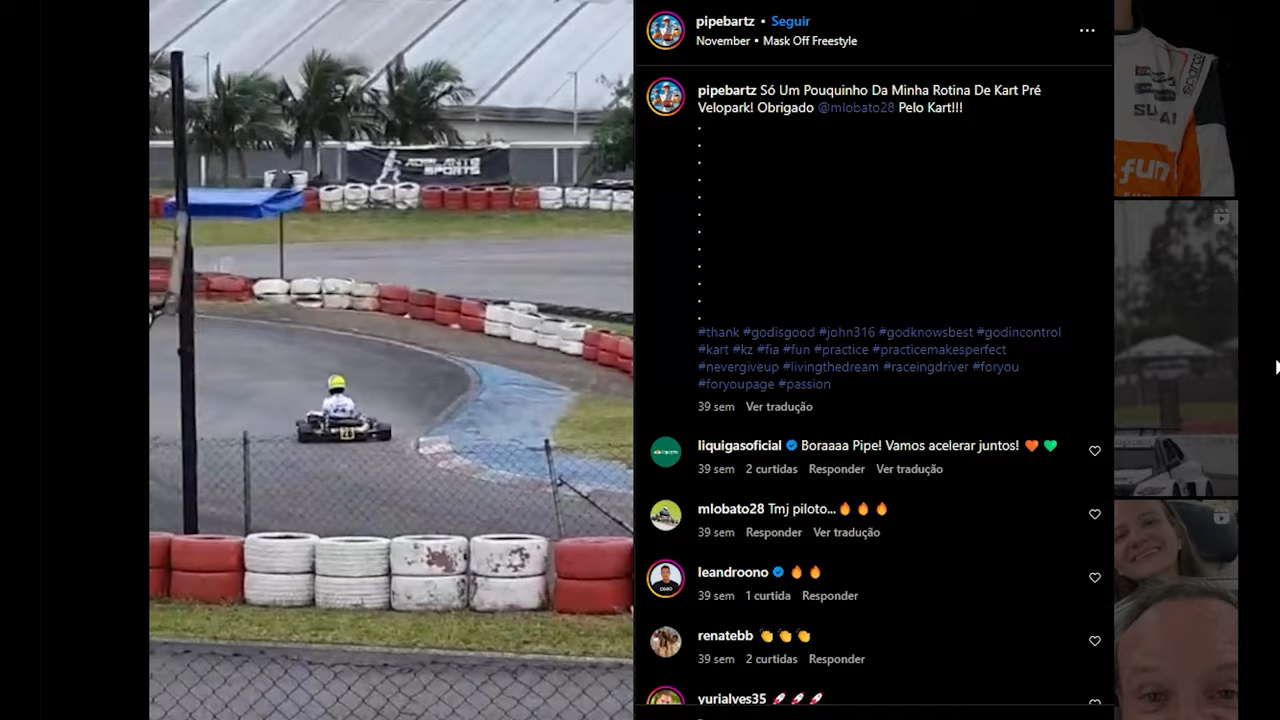 pipebartz • Seguir
November • Mask Off Freestyle
pipebartz Só Um Pouquinho Da Minha Rotina De Kart Pré
Velopark! Obrigado @mlobato28 Pelo Kart!!!
.
.
.
.
.
.
.
.
.
.
.
.
#thank #godisgood #john316 #godknowsbest #godincontrol
#kart #kz #fia #fun #practice #practicemakesperfect
#nevergiveup #livingthedream #raceingdriver #foryou
#foryoupage #passion
39 sem Ver tradução
liquigasoficial Boraaaa Pipe! Vamos acelerar juntos! 🧡 💚
39 sem 2 curtidas Responder Ver tradução
mlobato28 Tmj piloto...🔥 🔥 🔥
39 sem Responder Ver tradução
leandroono 🔥 🔥
39 sem 1 curtida Responder
renatebb 👏 👏 👏
39 sem 2 curtidas Responder
yurialves35 🚀 🚀 🚀
SPORTS
sparco
fun